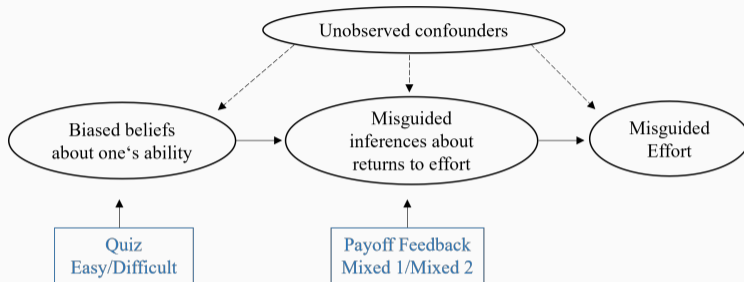 Unobserved confounders
Biased beliefs
about one‘s ability
Misguided
inferences about
returns to effort
Misguided
Effort
Quiz
Easy/Difficult
Payoff Feedback
Mixed 1/Mixed 2